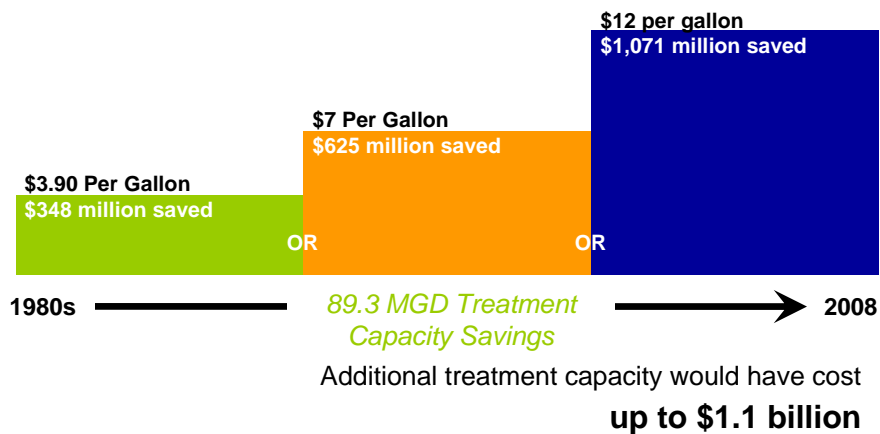 $12 per gallon
$1,071 million saved
$7 Per Gallon
$625 million saved
$3.90 Per Gallon
$348 million saved
OR
OR
1980s
89.3 MGD Treatment
Capacity Savings
2008
Additional treatment capacity would have cost
up to $1.1 billion